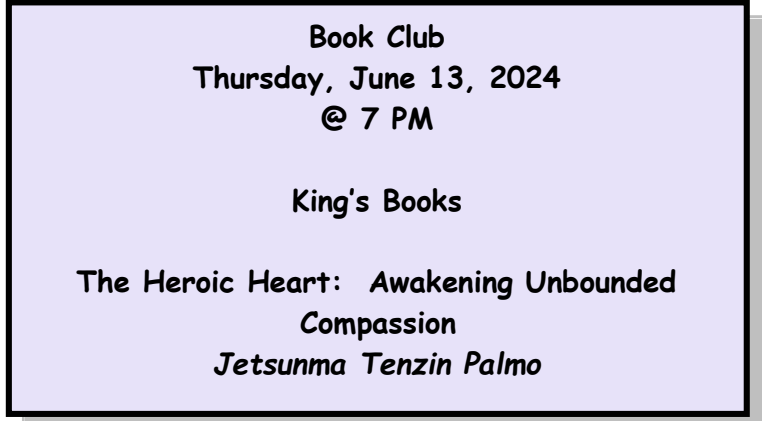 Book Club
Thursday, June 13, 2024
@ 7 PM
King's Books
The Heroic Heart:  Awakening Unbounded
Compassion
Jetsunma Tenzin Palmo